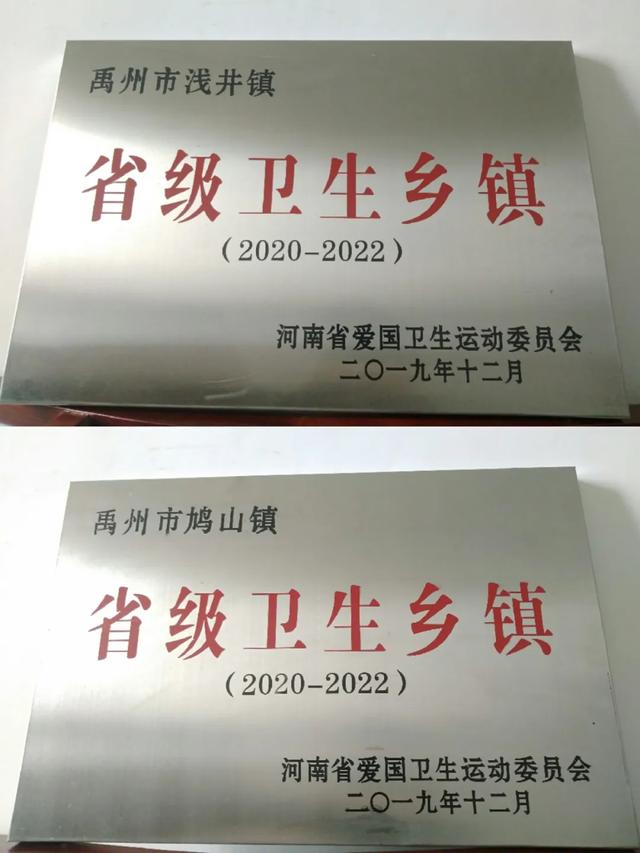 禹州市浅井镇
省级卫生乡镇
(2020-2022)
河南省爱国卫生运动委员会
二〇一九年十二月
禹州市鸠山镇
省级卫生乡镇
(2020-2022)
河南省爱国卫生运动委员会
二〇一九年十二月